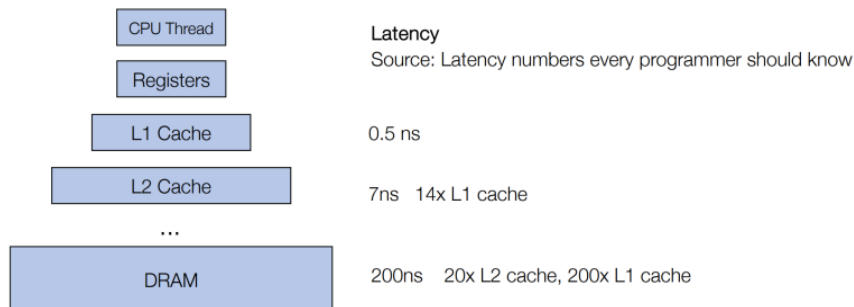 CPU Thread
Latency
Source: Latency numbers every programmer should know
Registers
L1 Cache
0.5 ns
L2 Cache
7ns 14x L1 cache
...
DRAM
200ns 20x L2 cache, 200x L1 cache